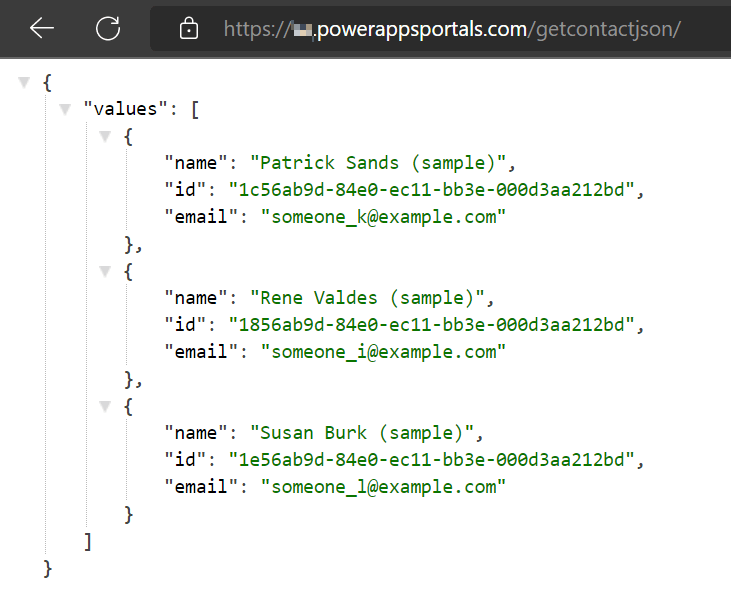 https://.powerappsportals.com/getcontactjson/
{
"values": [
{
"name": "Patrick Sands (sample)",
"id": "1c56ab9d-84e0-ec11-bb3e-000d3aa212bd",
"email": "someone_k@example.com"
},
{
"name": "Rene Valdes (sample)",
"id": "1856ab9d-84e0-ec11-bb3e-000d3aa212bd",
"email": "someone_i@example.com"
},
{
"name": "Susan Burk (sample)",
"id": "1e56ab9d-84e0-ec11-bb3e-000d3aa212bd",
"email": "someone_l@example.com"
}
]
}